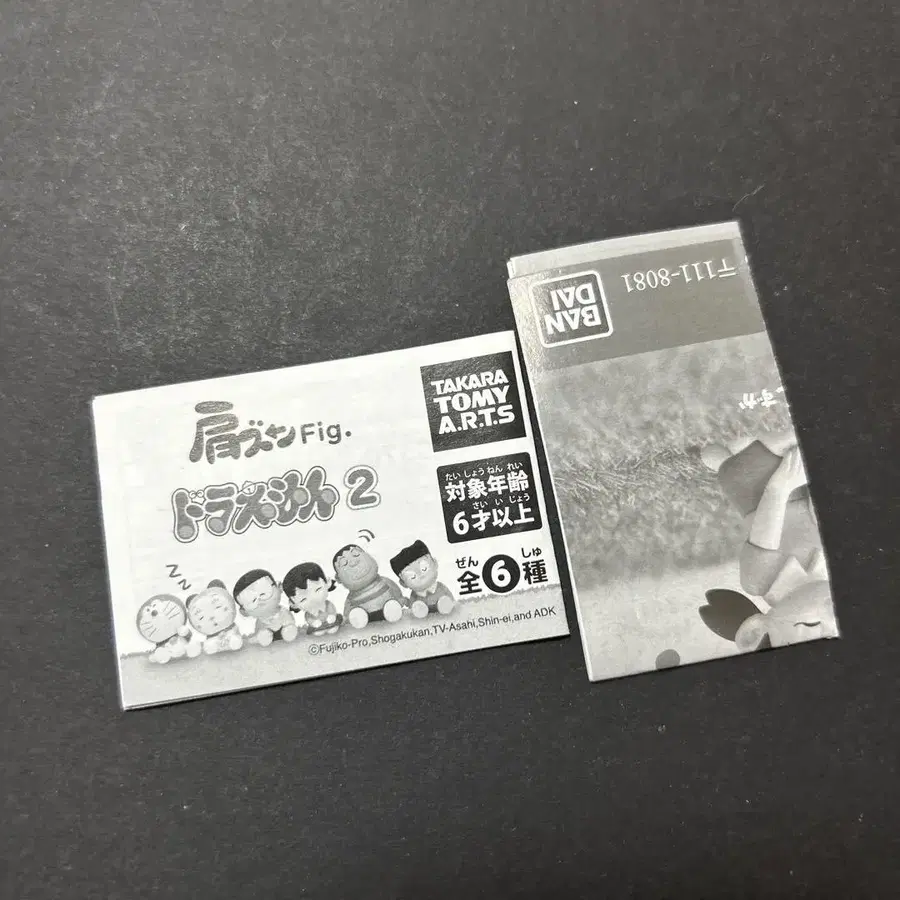 肩ズンFig.
ドラえもん 2
TAKARA
TOMY
A.R.T.S
たいしょうねんれい
対象年齢
さいいじょう
6才以上
ぜん しゅ
全6種
ZZZ
©Fujiko-Pro,Shogakukan,TV-Asahi,Shin-ei,and ADK
BAN
DAI
〒111-8081
ずが